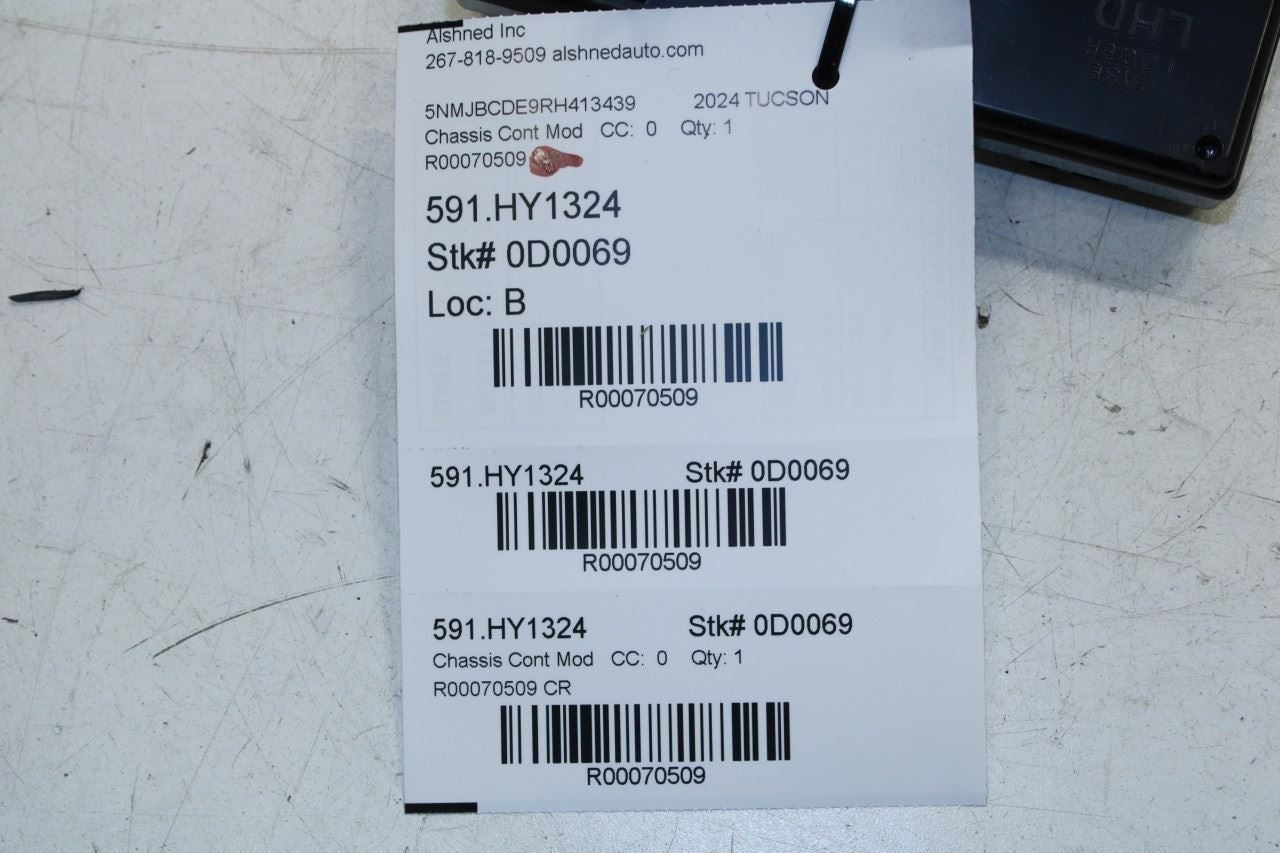 Alshned Inc
267-818-9509 alshnedauto.com
5NMJBCDE9RH413439 2024 TUCSON
Chassis Cont Mod CC: 0 Qty: 1
R00070509
591.HY1324
Stk# 0D0069
Loc: B
R00070509
591.HY1324 Stk# 0D0069
R00070509
591.HY1324 Stk# 0D0069
Chassis Cont Mod CC: 0 Qty: 1
R00070509 CR
R00070509
CASE
LOWER
LHD